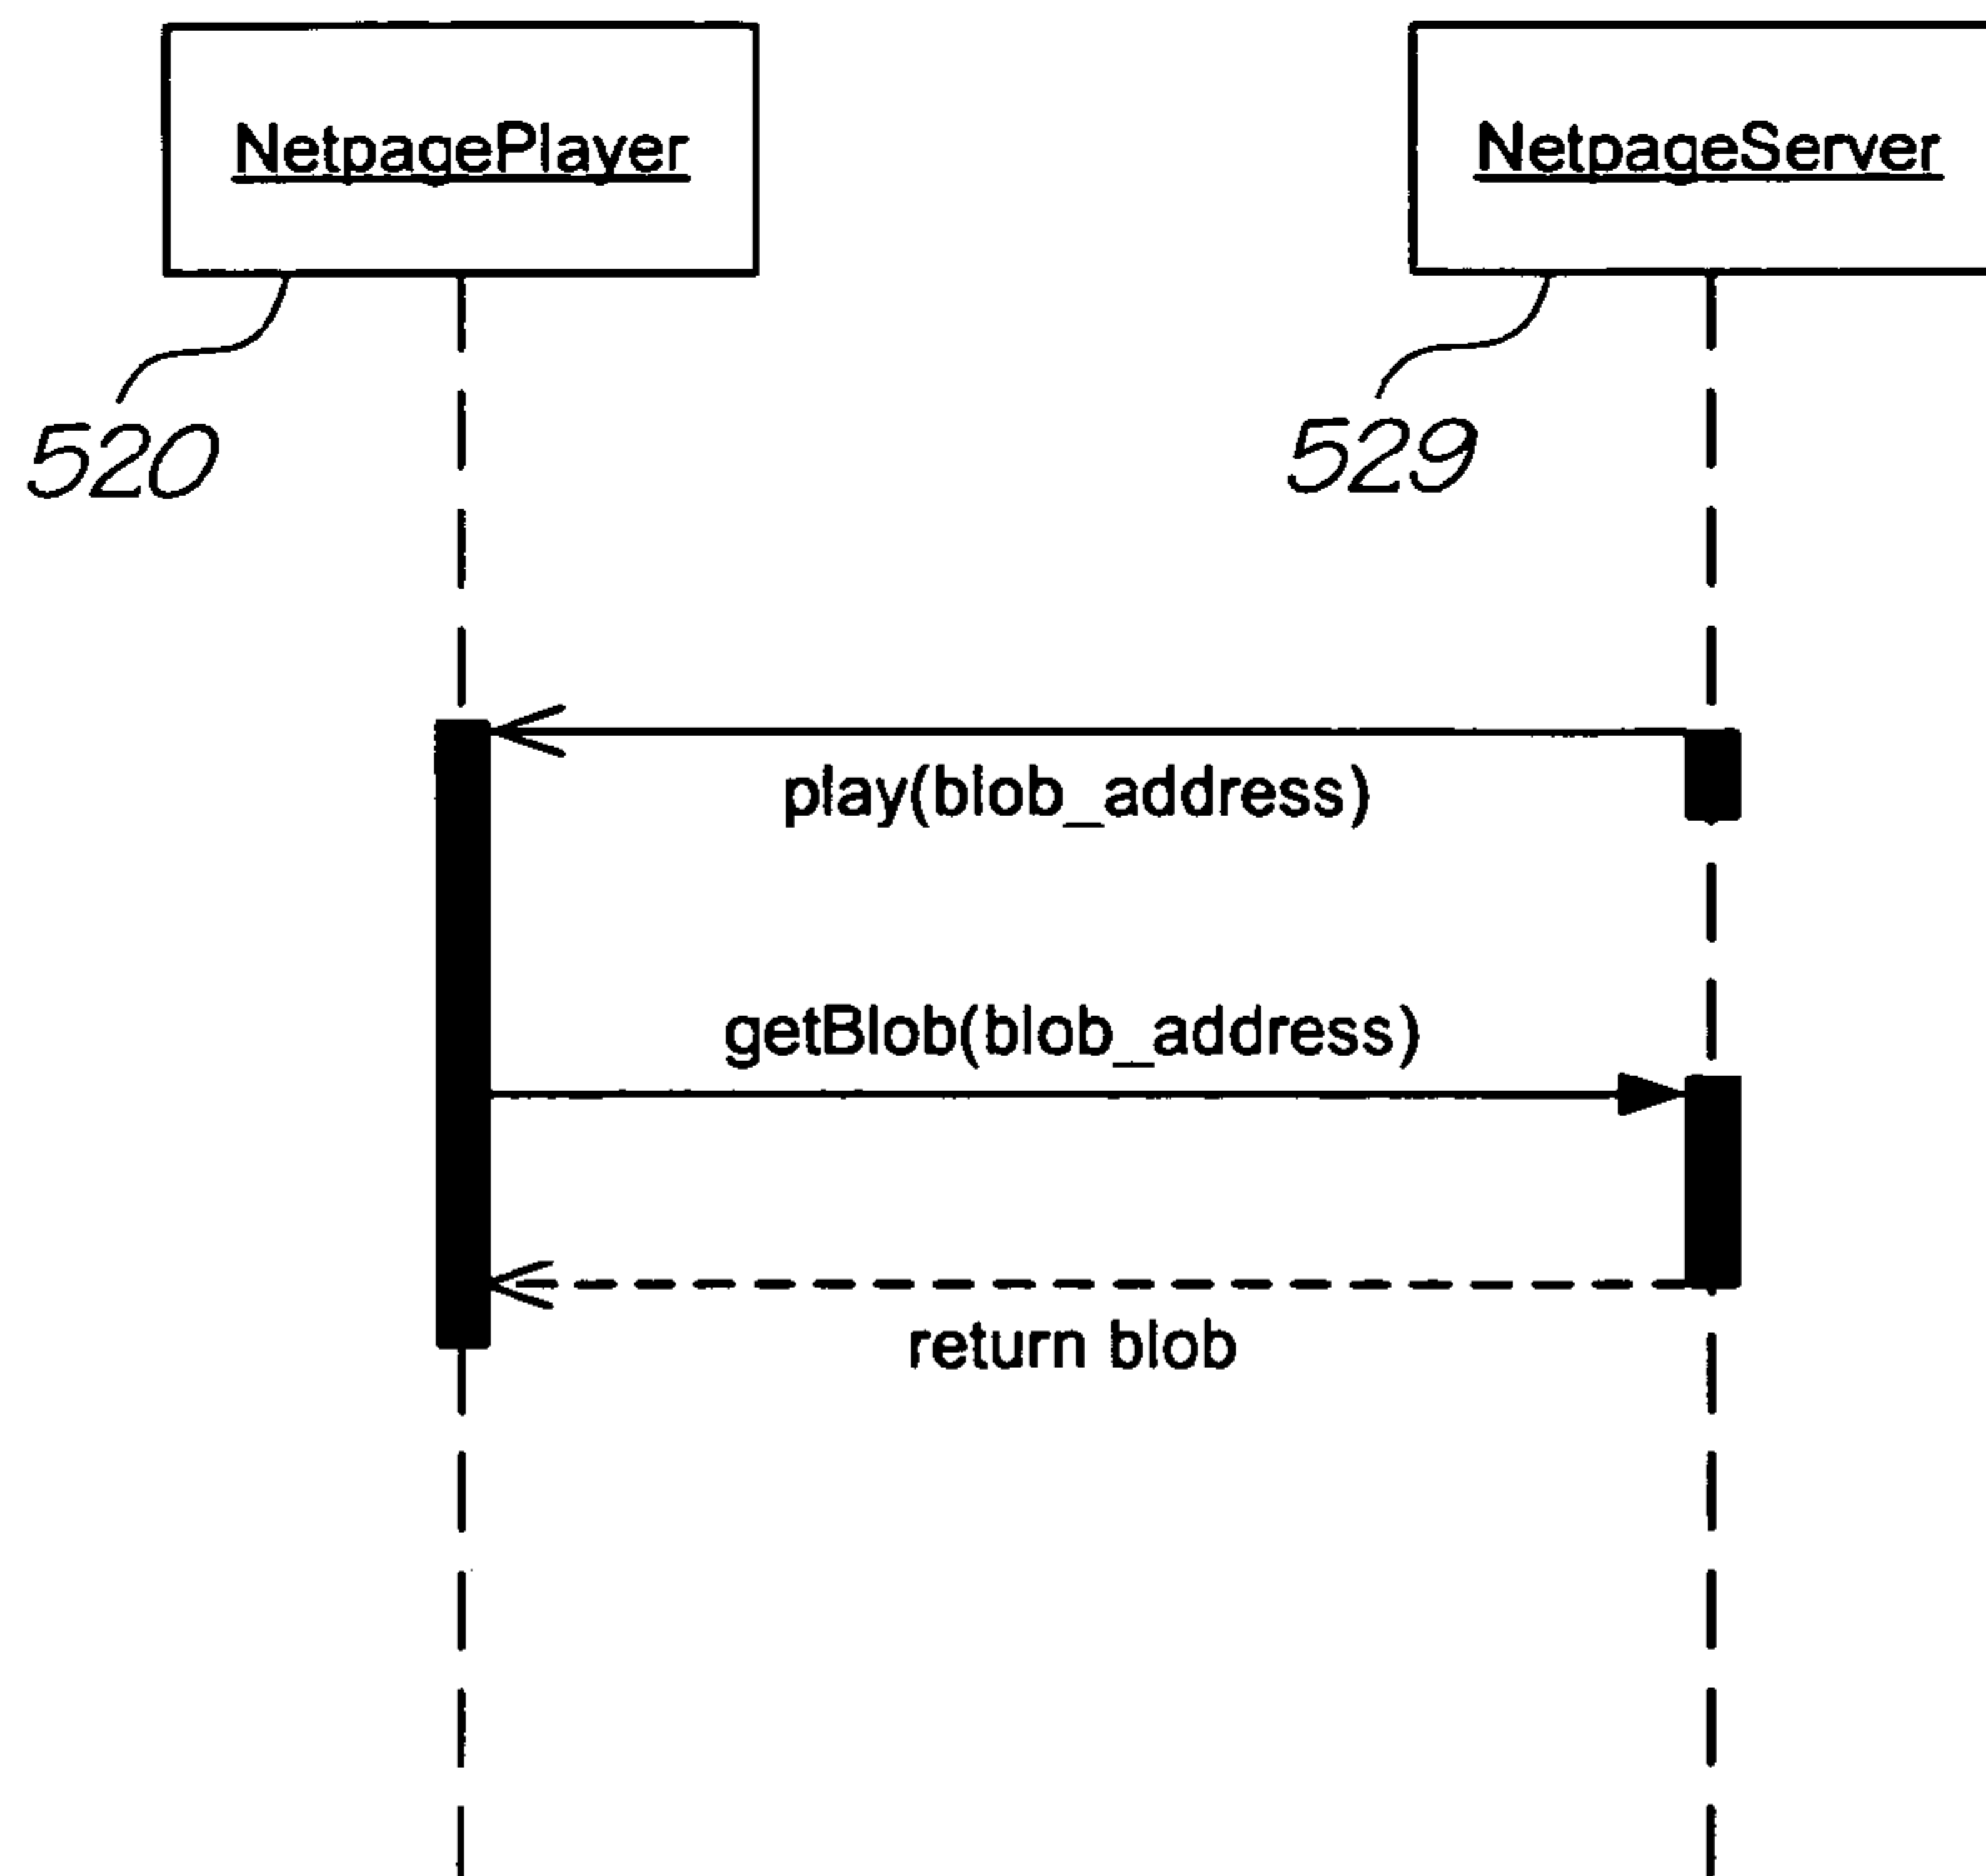 NetpagePlayer
NetpageServer
520
529
play(blob_address)
getBlob(blob_address)
return blob